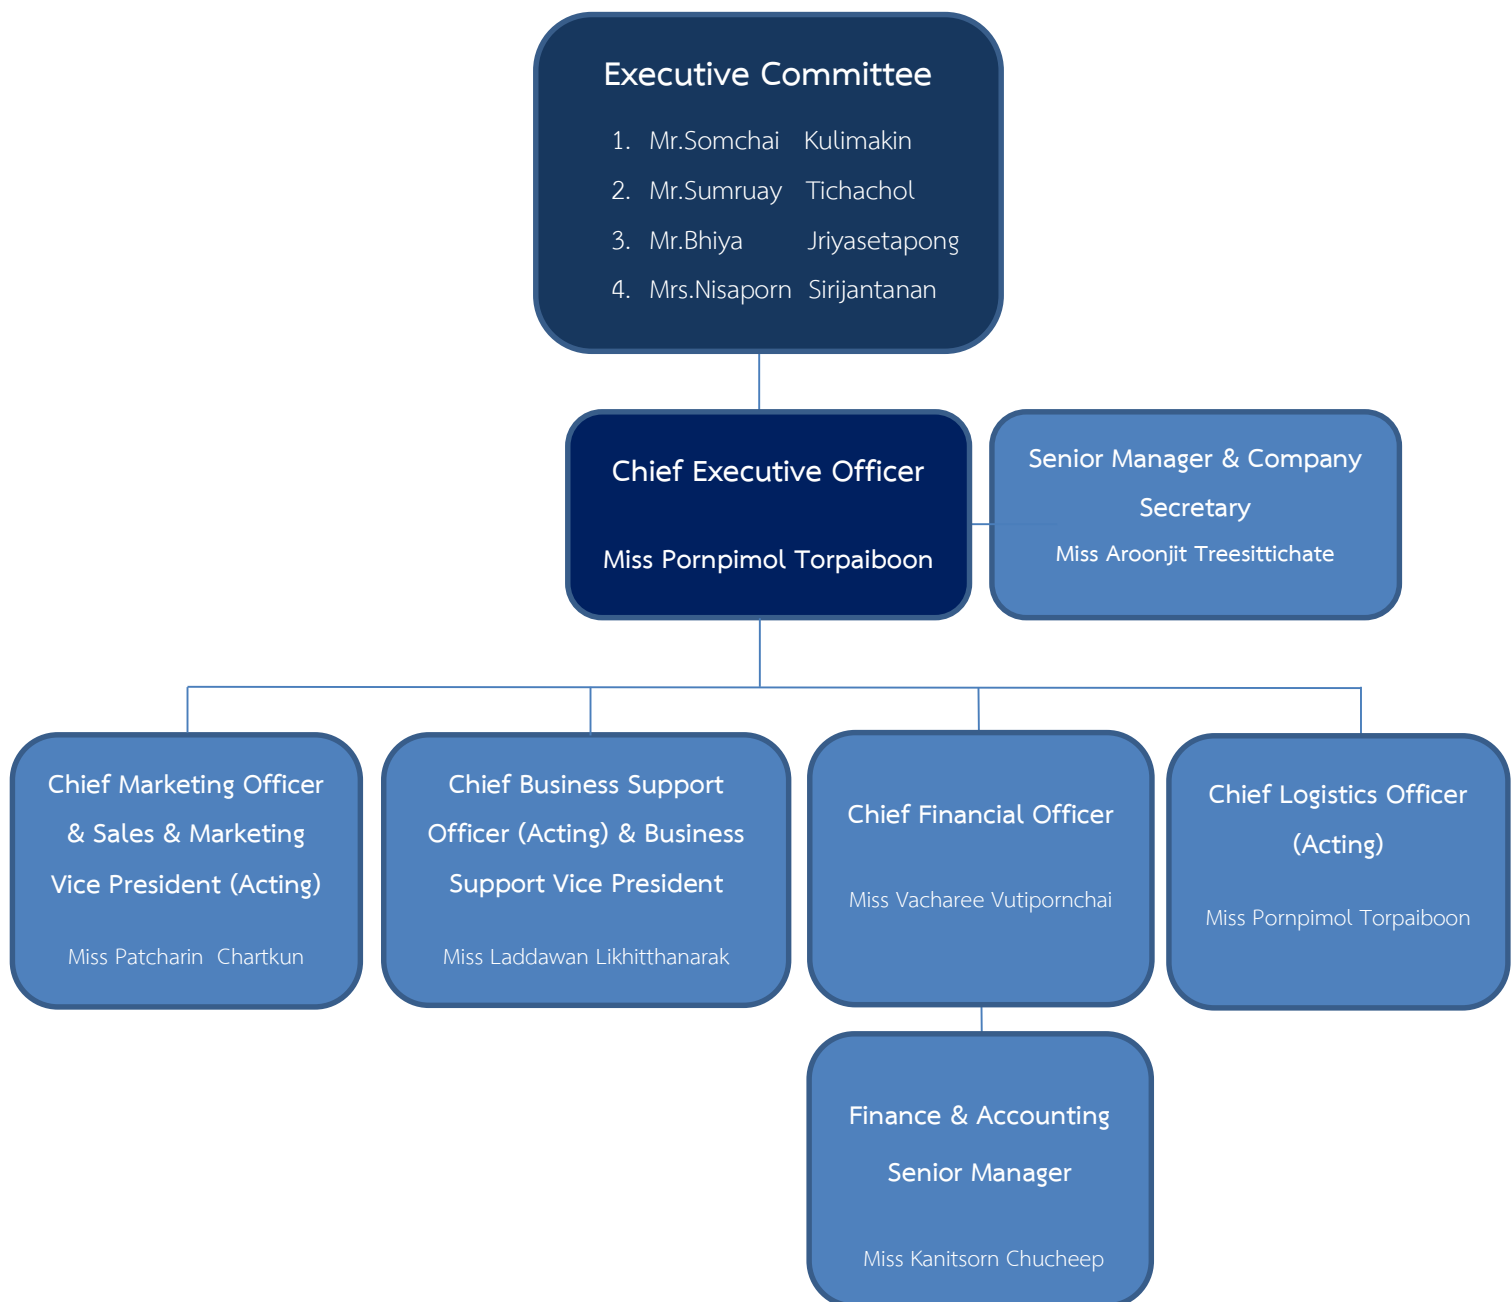 Executive Committee
1. Mr.Somchai Kulimakin
2. Mr.Sumruay Tichachol
3. Mr.Bhiya Jriyasetapong
4. Mrs.Nisaporn Sirijantanan
Chief Executive Officer
Miss Pornpimol Torpaiboon
Senior Manager & Company
Secretary
Miss Aroonjit Treesittichate
Chief Marketing Officer
& Sales & Marketing
Vice President (Acting)
Miss Patcharin Chartkun
Chief Business Support
Officer (Acting) & Business
Support Vice President
Miss Laddawan Likhitthanarak
Chief Financial Officer
Miss Vacharee Vutipornchai
Chief Logistics Officer
(Acting)
Miss Pornpimol Torpaiboon
Finance & Accounting
Senior Manager
Miss Kanitsorn Chucheep